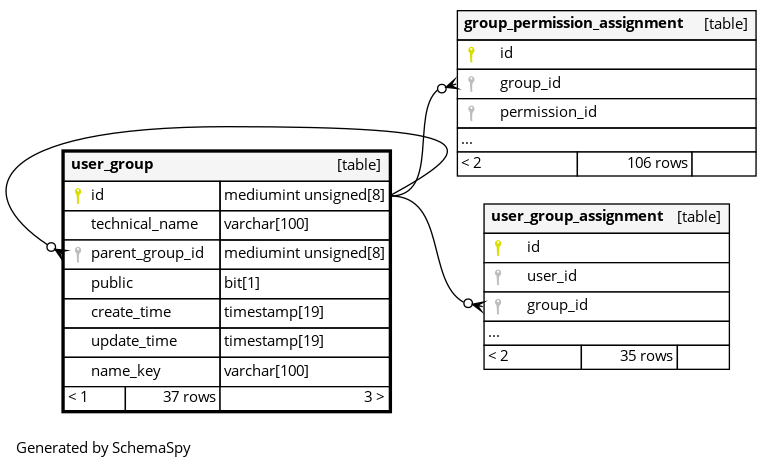 group_permission_assignment [table]
id
group_id
permission_id
...
< 2 106 rows
user_group [table]
id mediumint unsigned[8]
technical_name varchar[100]
parent_group_id mediumint unsigned[8]
public bit[1]
create_time timestamp[19]
update_time timestamp[19]
name_key varchar[100]
< 1 37 rows 3 >
user_group_assignment [table]
id
user_id
group_id
...
< 2 35 rows
Generated by SchemaSpy